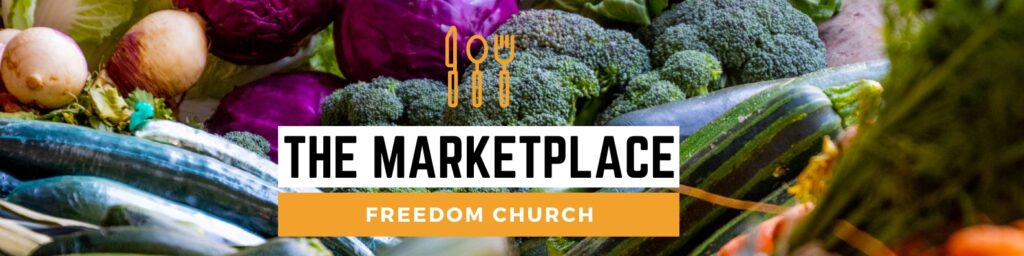 THE MARKETPLACE
FREEDOM CHURCH